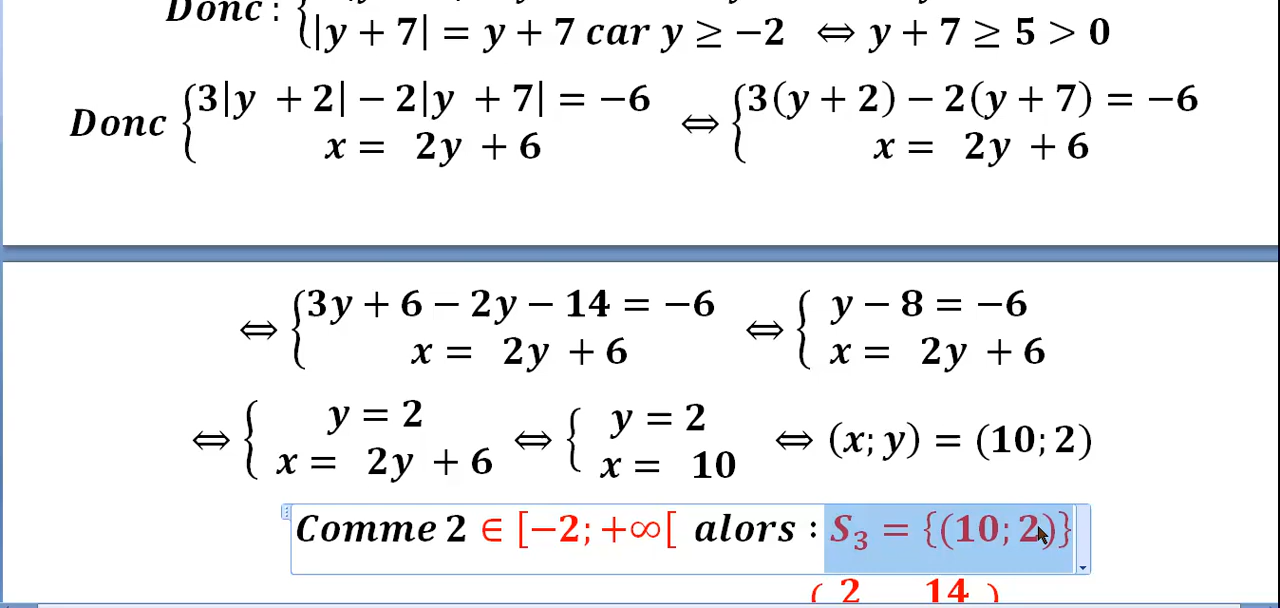 Donc :
|y + 7| = y + 7 car y ≥ −2 ⇔ y + 7 ≥ 5 > 0
Donc {3|y + 2| − 2|y + 7| = −6 ⇔ {3(y + 2) − 2(y + 7) = −6
x = 2y + 6 x = 2y + 6
⇔ {3y + 6 − 2y − 14 = −6 ⇔ { y − 8 = −6
x = 2y + 6 x = 2y + 6
⇔ { y = 2 ⇔ { y = 2 ⇔ (x; y) = (10; 2)
x = 2y + 6 x = 10
Comme 2 ∈ [−2; +∞[ alors : S₃ = {(10; 2)}
( 2 14 )